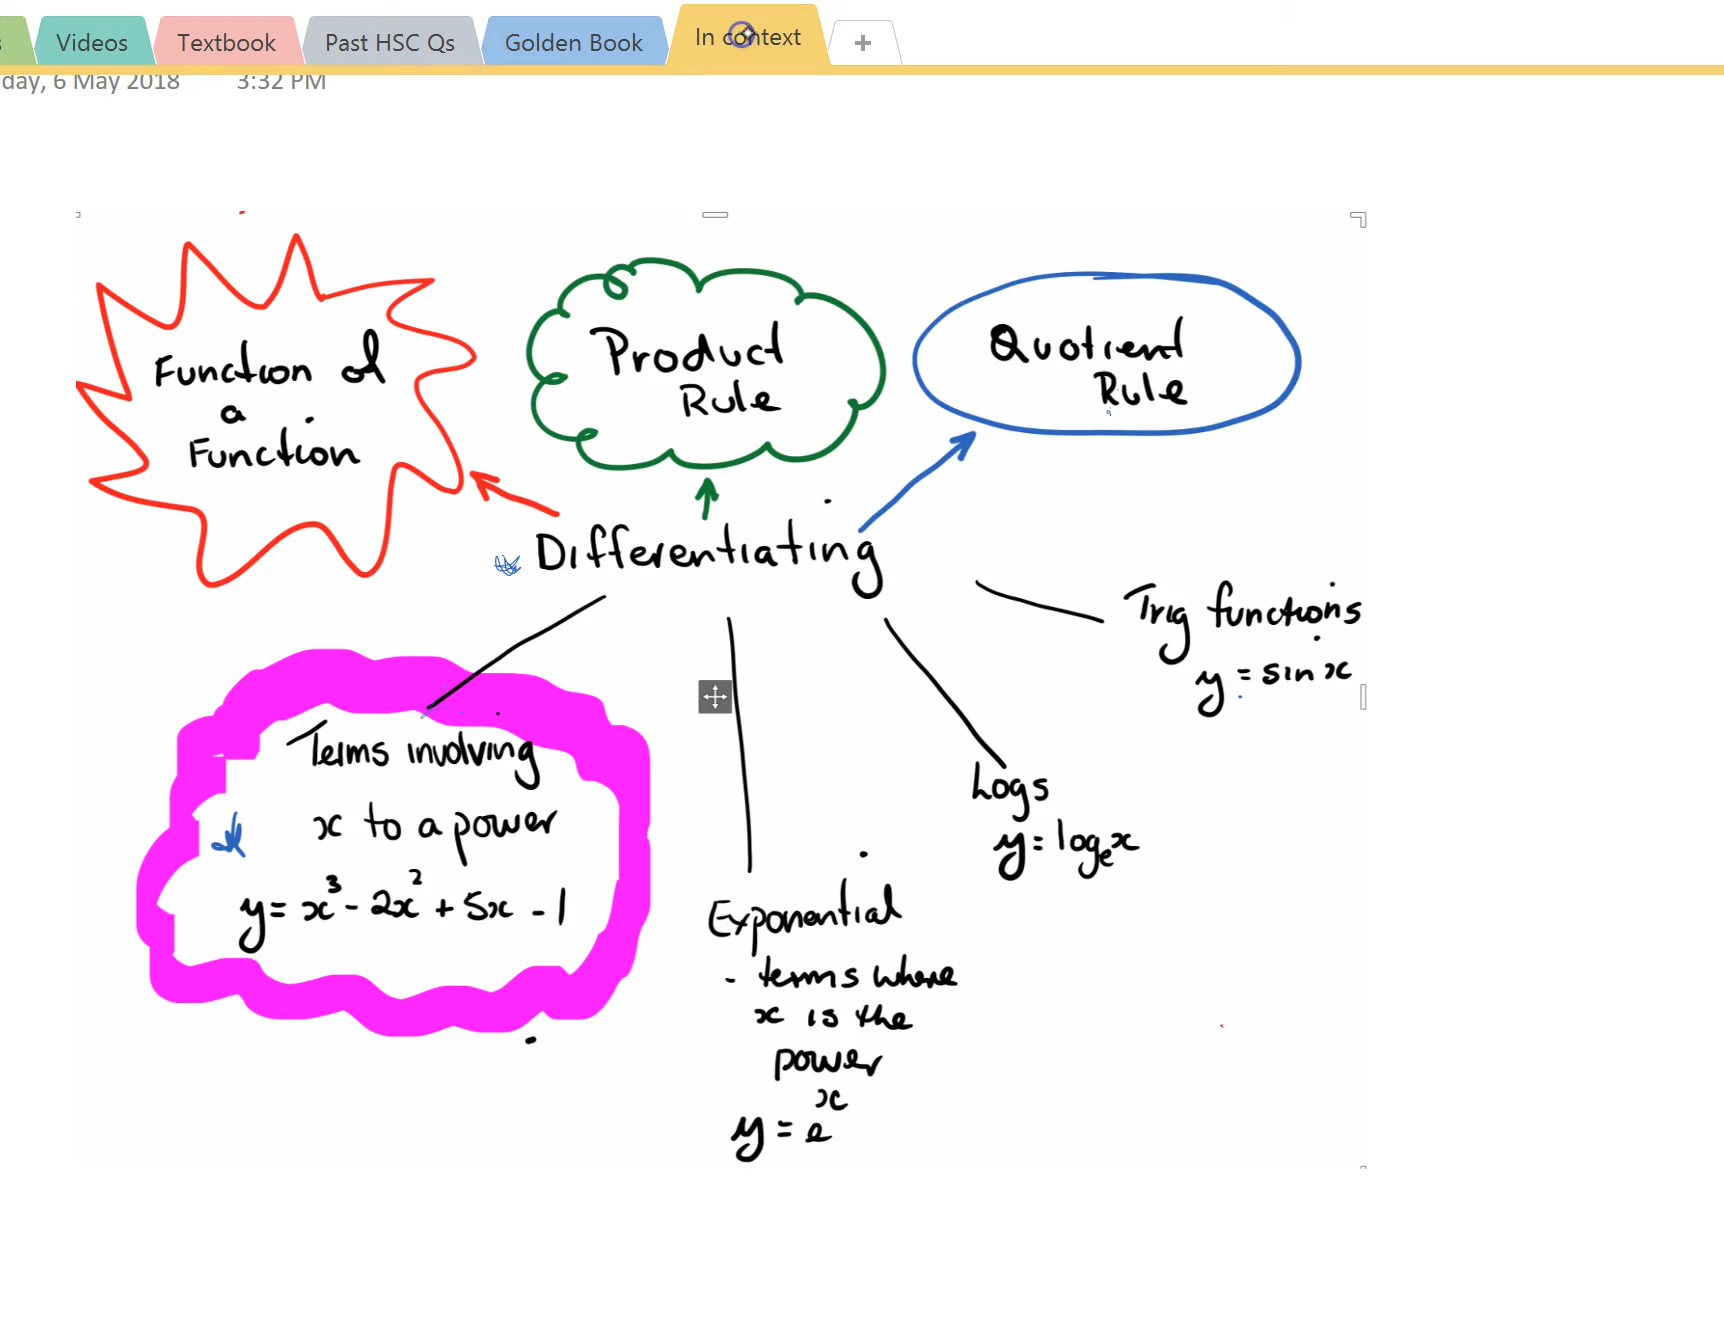 Videos
Textbook
Past HSC Qs
Golden Book
In context
+
day, 6 May 2018 3:32 PM
Function of
a
Function
Product
Rule
Quotient
Rule
Differentiating
Trig functions
y = sin x
Terms involving
x to a power
y = x³ - 2x² + 5x - 1
Logs
y = logₑx
Exponential
- terms where
x is the
power
y = eˣ